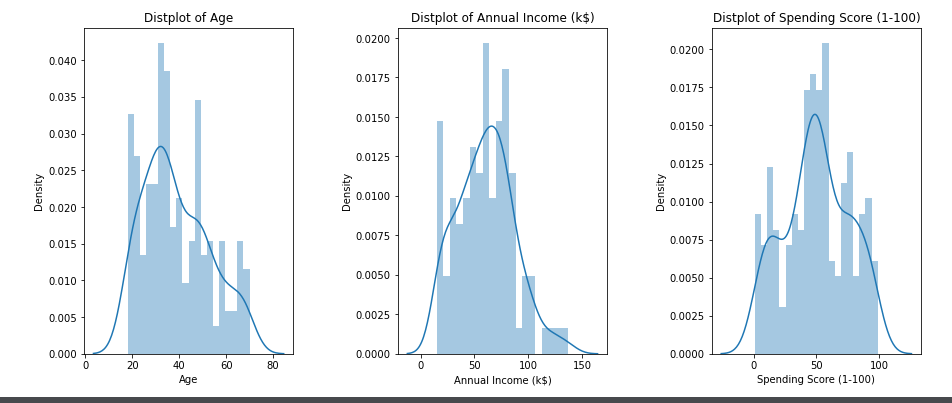 Distplot of Age
0.040
0.035
0.030
0.025
0.020
0.015
0.010
0.005
0.000
Density
0 20 40 60 80
Age
Distplot of Annual Income (k$)
0.0200
0.0175
0.0150
0.0125
0.0100
0.0075
0.0050
0.0025
0.0000
Density
0 50 100 150
Annual Income (k$)
Distplot of Spending Score (1-100)
0.0200
0.0175
0.0150
0.0125
0.0100
0.0075
0.0050
0.0025
0.0000
Density
0 50 100
Spending Score (1-100)